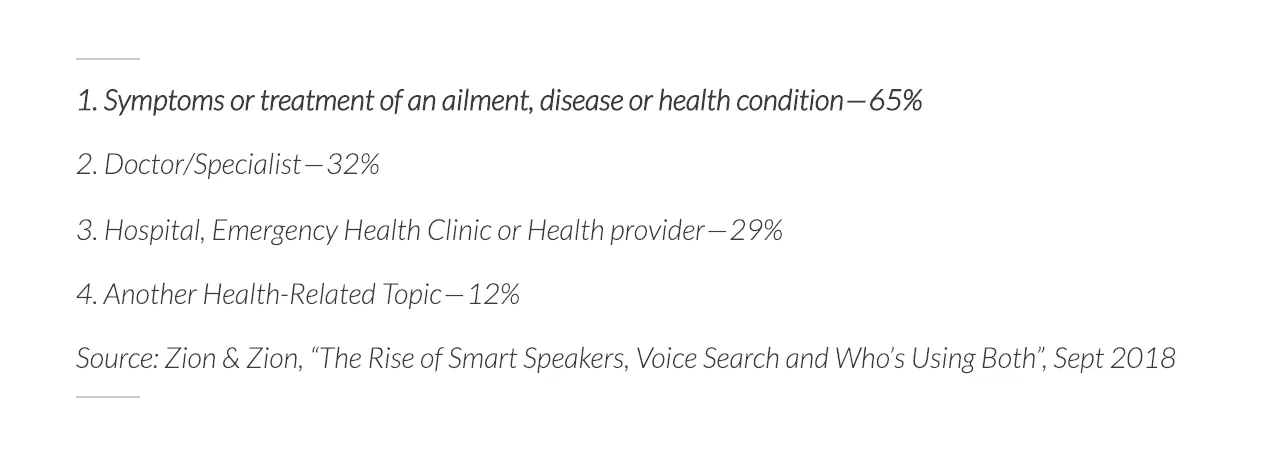 1. Symptoms or treatment of an ailment, disease or health condition—65%
2. Doctor/Specialist—32%
3. Hospital, Emergency Health Clinic or Health provider—29%
4. Another Health-Related Topic—12%
Source: Zion & Zion, “The Rise of Smart Speakers, Voice Search and Who’s Using Both”, Sept 2018